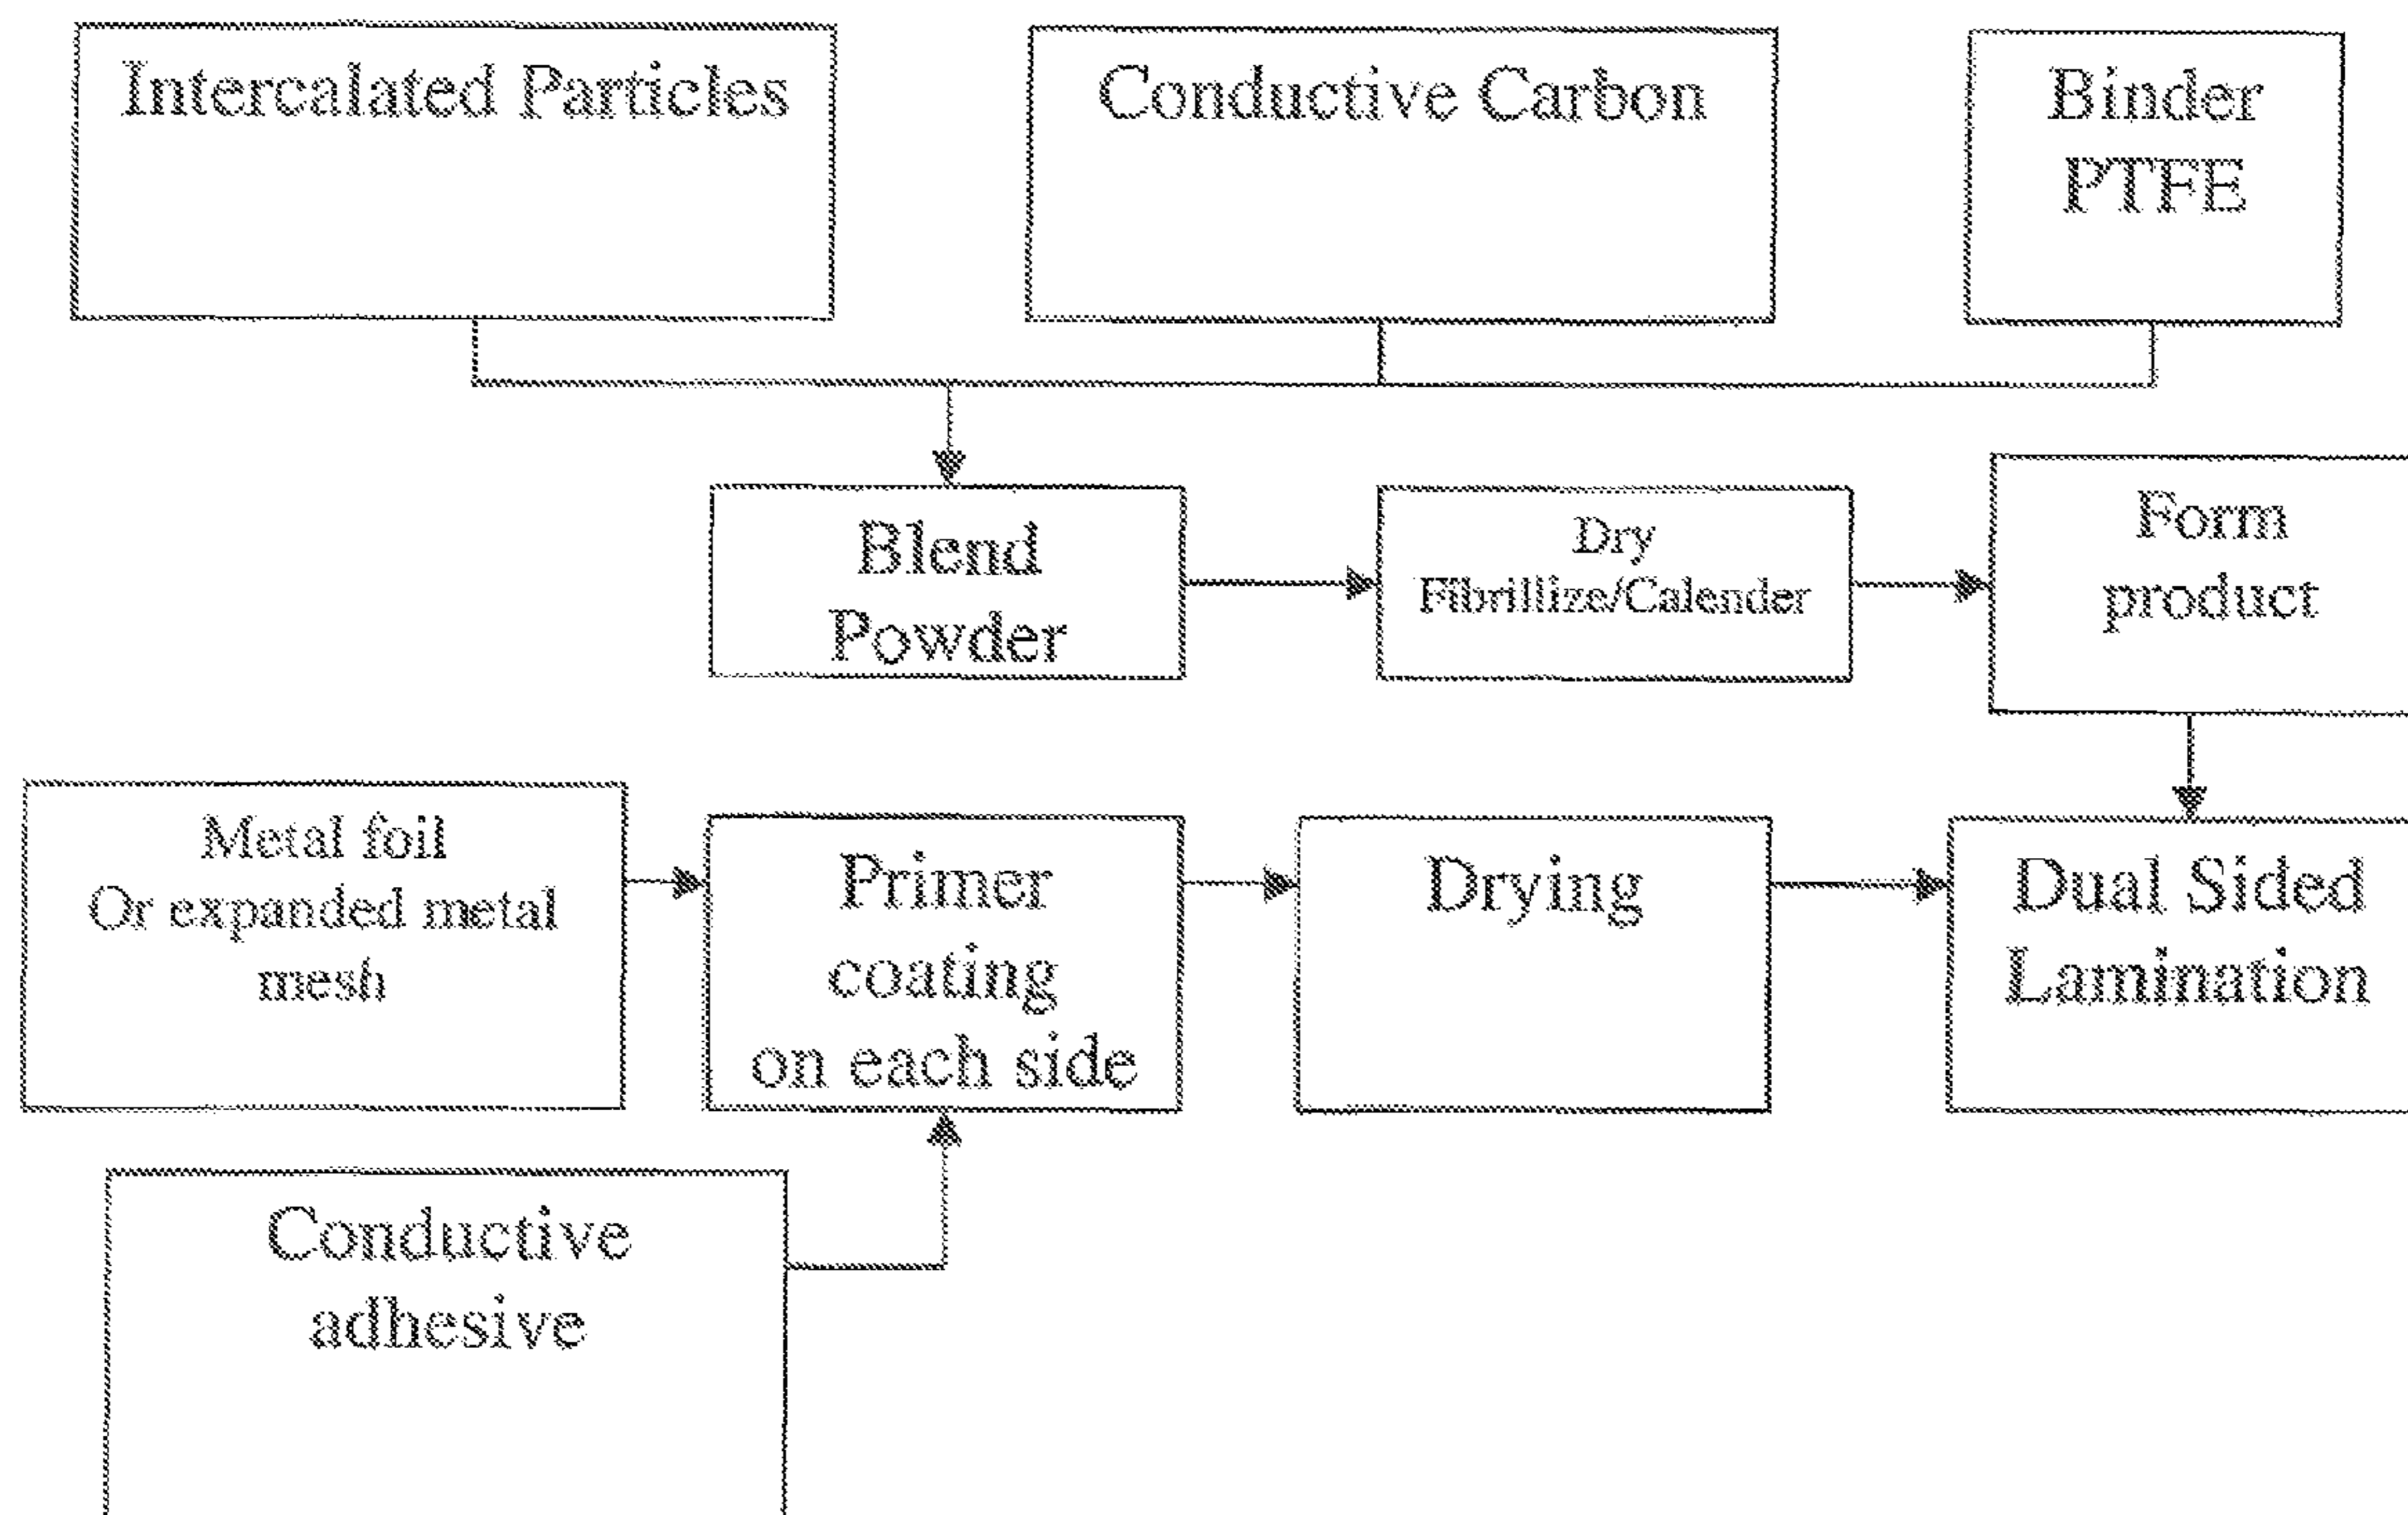 Intercalated Particles
Conductive Carbon
Binder
PTFE
Blend
Powder
Dry
Fibrillize/Calender
Form
product
Metal foil
Or expanded metal
mesh
Primer
coating
on each side
Drying
Dual Sided
Lamination
Conductive
adhesive